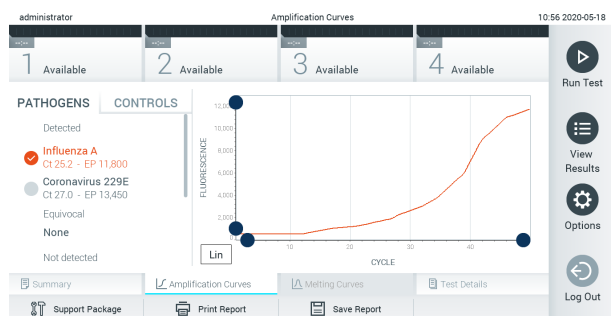 administrator Amplification Curves 10:56 2020-05-18
--:-- --:-- --:-- --:--
1 Available 2 Available 3 Available 4 Available
Run Test
PATHOGENS CONTROLS
Detected
Influenza A
Ct 25.2 - EP 11,800
Coronavirus 229E
Ct 27.0 - EP 13,450
Equivocal
None
Not detected
FLUORESCENCE
12,000
10,000
8,000
6,000
4,000
2,000
0
10 20 30 40
CYCLE
Lin
View
Results
Options
Log Out
Summary Amplification Curves Melting Curves Test Details
Support Package Print Report Save Report